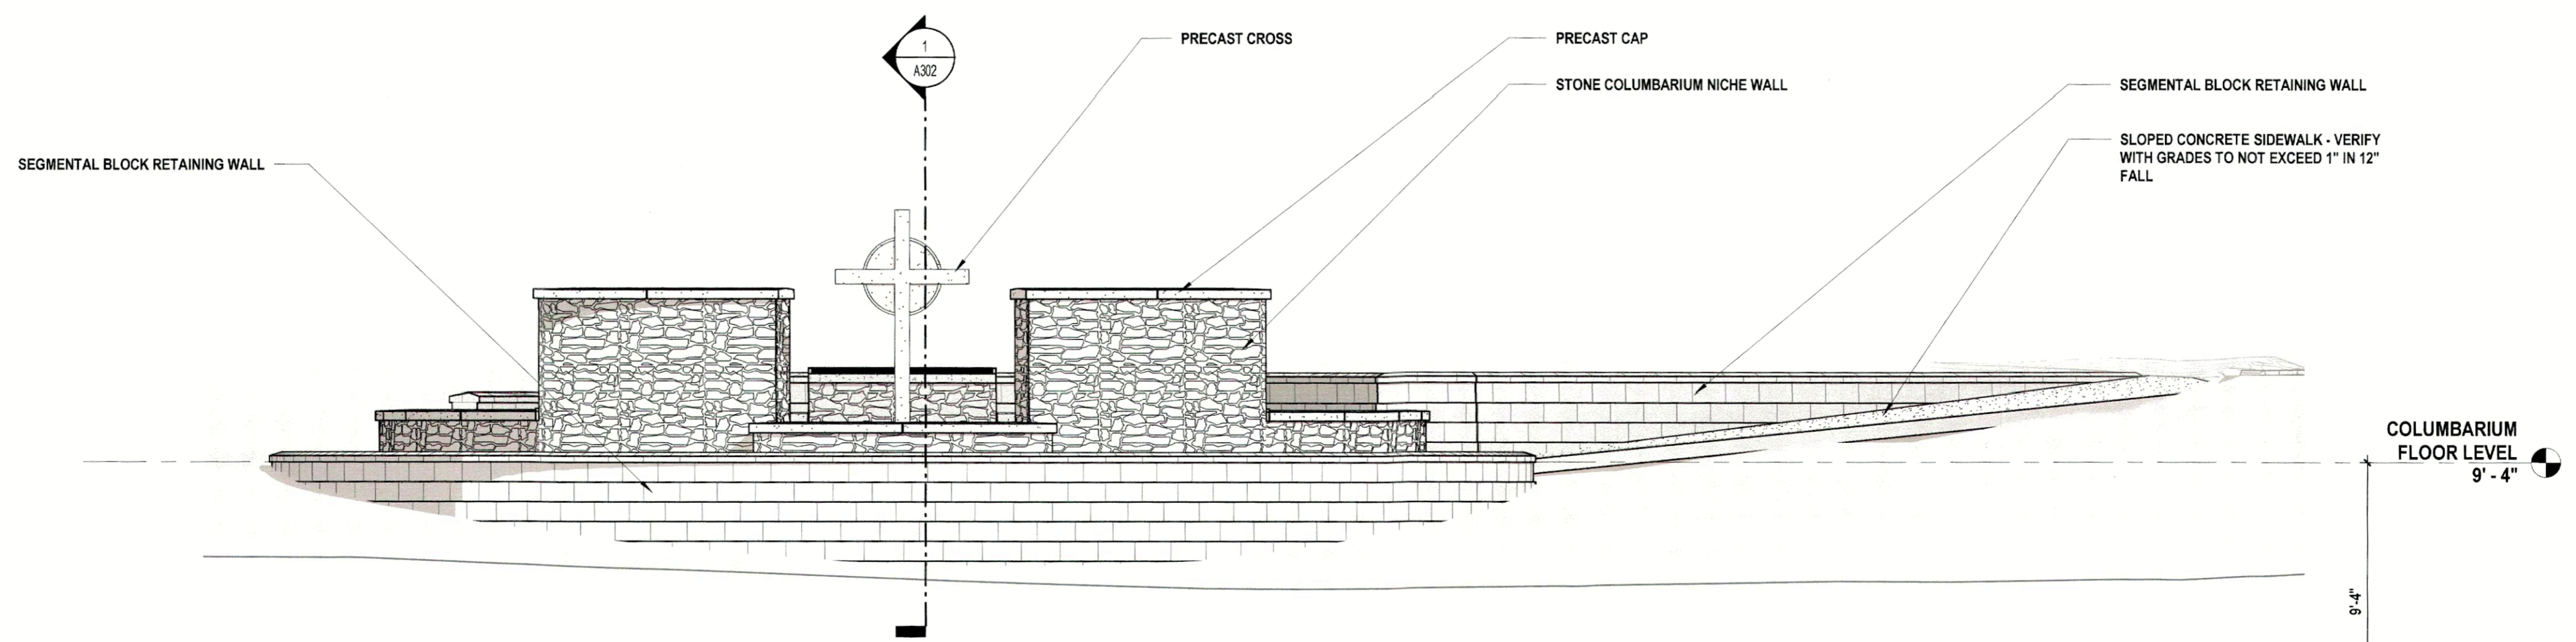 1
A302
PRECAST CROSS
PRECAST CAP
STONE COLUMBARIUM NICHE WALL
SEGMENTAL BLOCK RETAINING WALL
SLOPED CONCRETE SIDEWALK - VERIFY
WITH GRADES TO NOT EXCEED 1" IN 12"
FALL
SEGMENTAL BLOCK RETAINING WALL
COLUMBARIUM
FLOOR LEVEL
9' - 4"
9'-4"